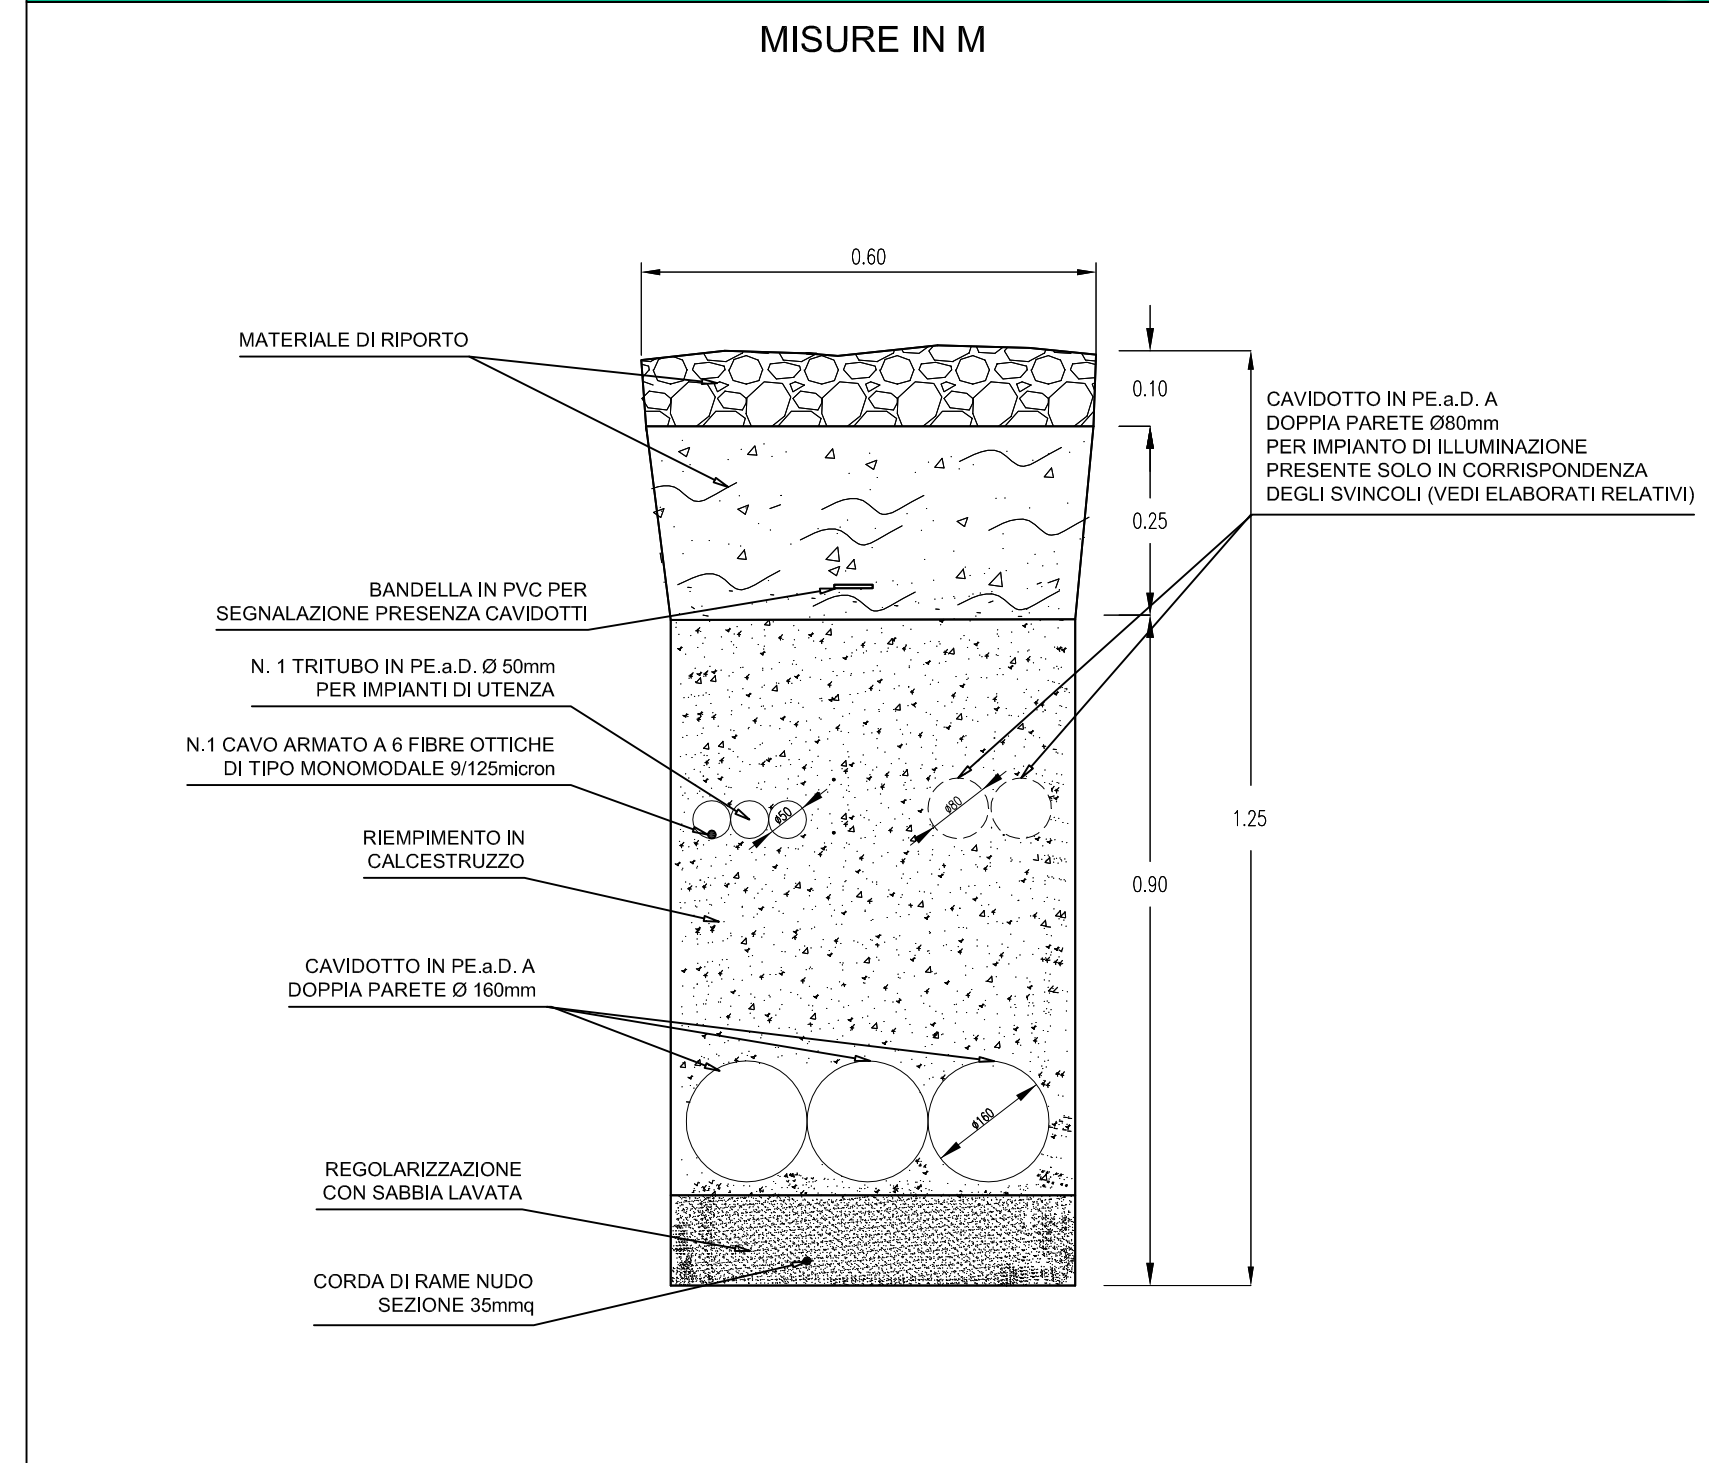 MISURE IN M
0.60
MATERIALE DI RIPORTO
0.10
CAVIDOTTO IN PE.a.D. A
DOPPIA PARETE Ø80mm
PER IMPIANTO DI ILLUMINAZIONE
PRESENTE SOLO IN CORRISPONDENZA
DEGLI SVINCOLI (VEDI ELABORATI RELATIVI)
0.25
BANDELLA IN PVC PER
SEGNALAZIONE PRESENZA CAVIDOTTI
N. 1 TRITUBO IN PE.a.D. Ø 50mm
PER IMPIANTI DI UTENZA
N.1 CAVO ARMATO A 6 FIBRE OTTICHE
DI TIPO MONOMODALE 9/125micron
ø50
ø80
1.25
RIEMPIMENTO IN
CALCESTRUZZO
0.90
CAVIDOTTO IN PE.a.D. A
DOPPIA PARETE Ø 160mm
ø160
REGOLARIZZAZIONE
CON SABBIA LAVATA
CORDA DI RAME NUDO
SEZIONE 35mmq